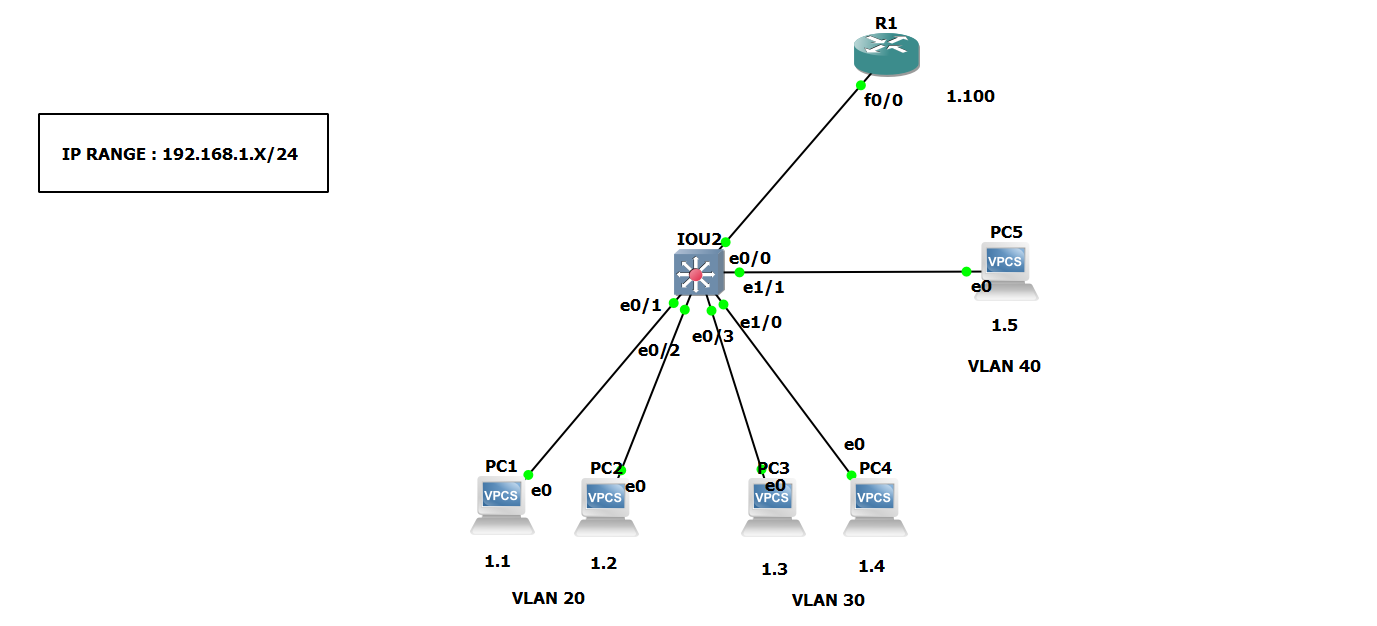 R1
f0/0
1.100
IP RANGE : 192.168.1.X/24
IOU2
e0/0
e1/1
PC5
VPCS
e0
1.5
VLAN 40
e0/1
e0/2
e0/3
e1/0
PC1
VPCS
e0
1.1
PC2
VPCS
e0
1.2
VLAN 20
PC3
e0
VPCS
1.3
e0
PC4
VPCS
1.4
VLAN 30